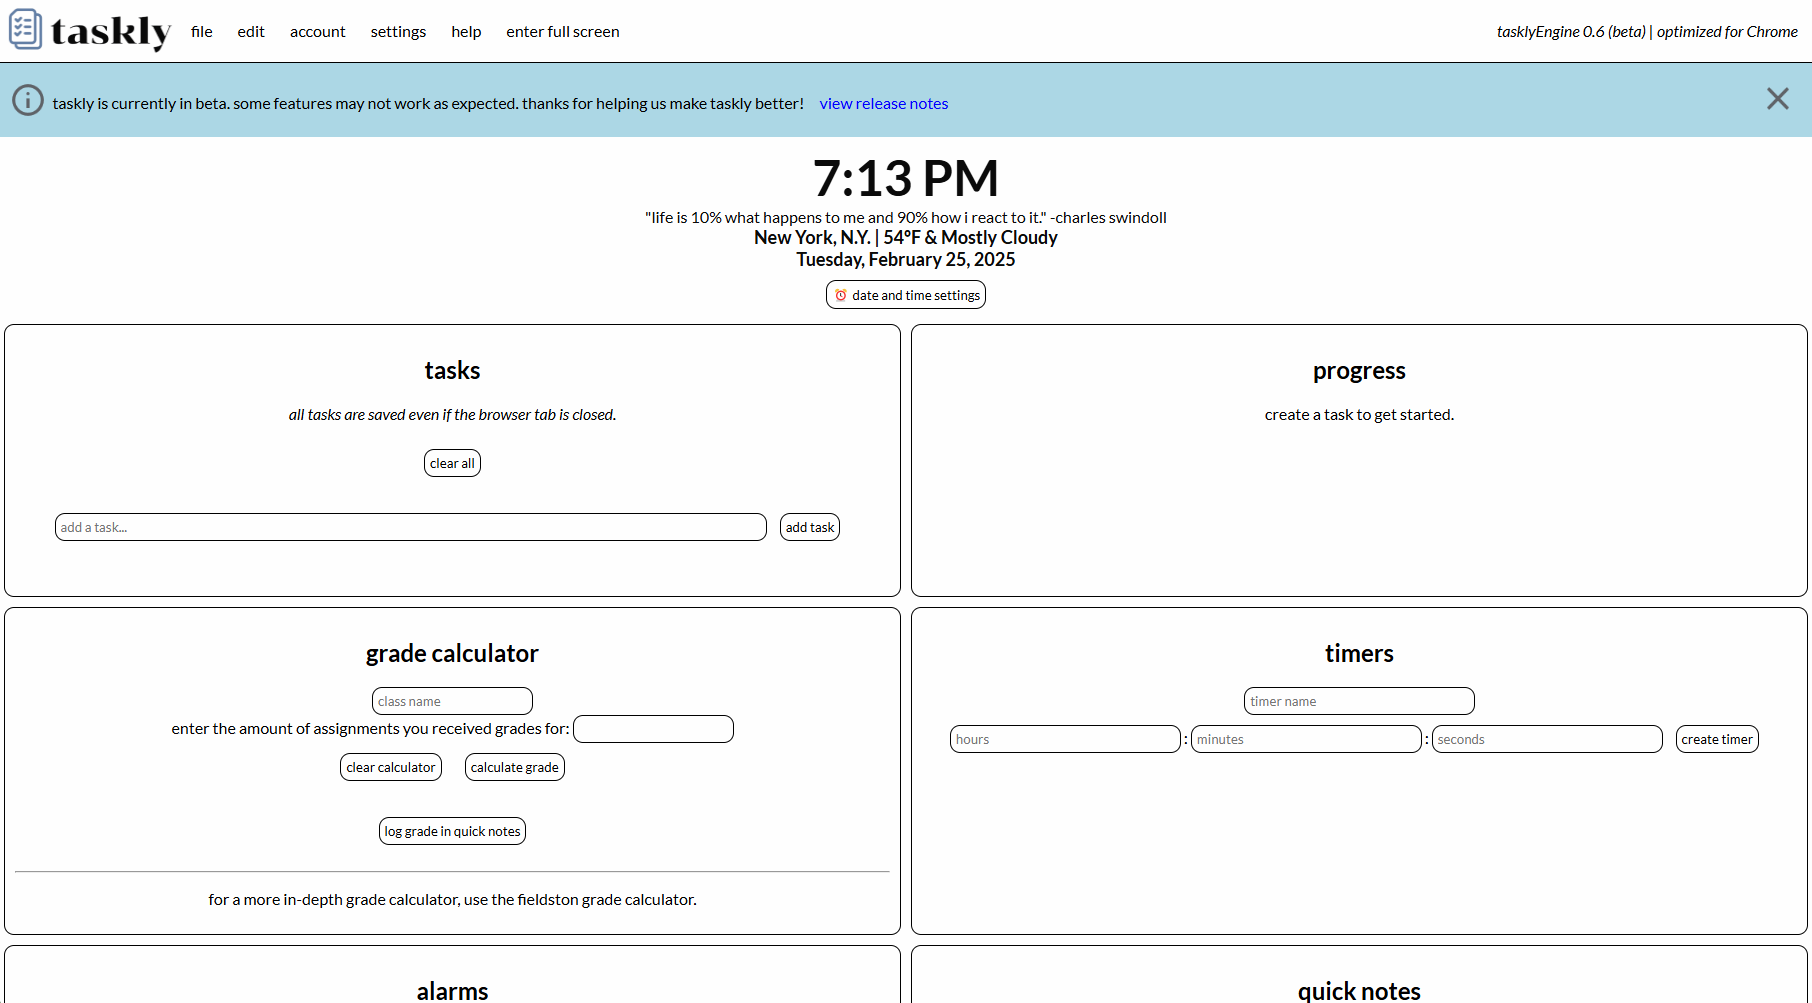 taskly file edit account settings help enter full screen tasklyEngine 0.6 (beta) | optimized for Chrome
taskly is currently in beta. some features may not work as expected. thanks for helping us make taskly better! view release notes
7:13 PM
"life is 10% what happens to me and 90% how i react to it." -charles swindoll
New York, N.Y. | 54°F & Mostly Cloudy
Tuesday, February 25, 2025
date and time settings
tasks
all tasks are saved even if the browser tab is closed.
clear all
add a task... add task
progress
create a task to get started.
grade calculator
class name
enter the amount of assignments you received grades for:
clear calculator calculate grade
log grade in quick notes
for a more in-depth grade calculator, use the fieldston grade calculator.
timers
timer name
hours : minutes : seconds create timer
alarms
quick notes